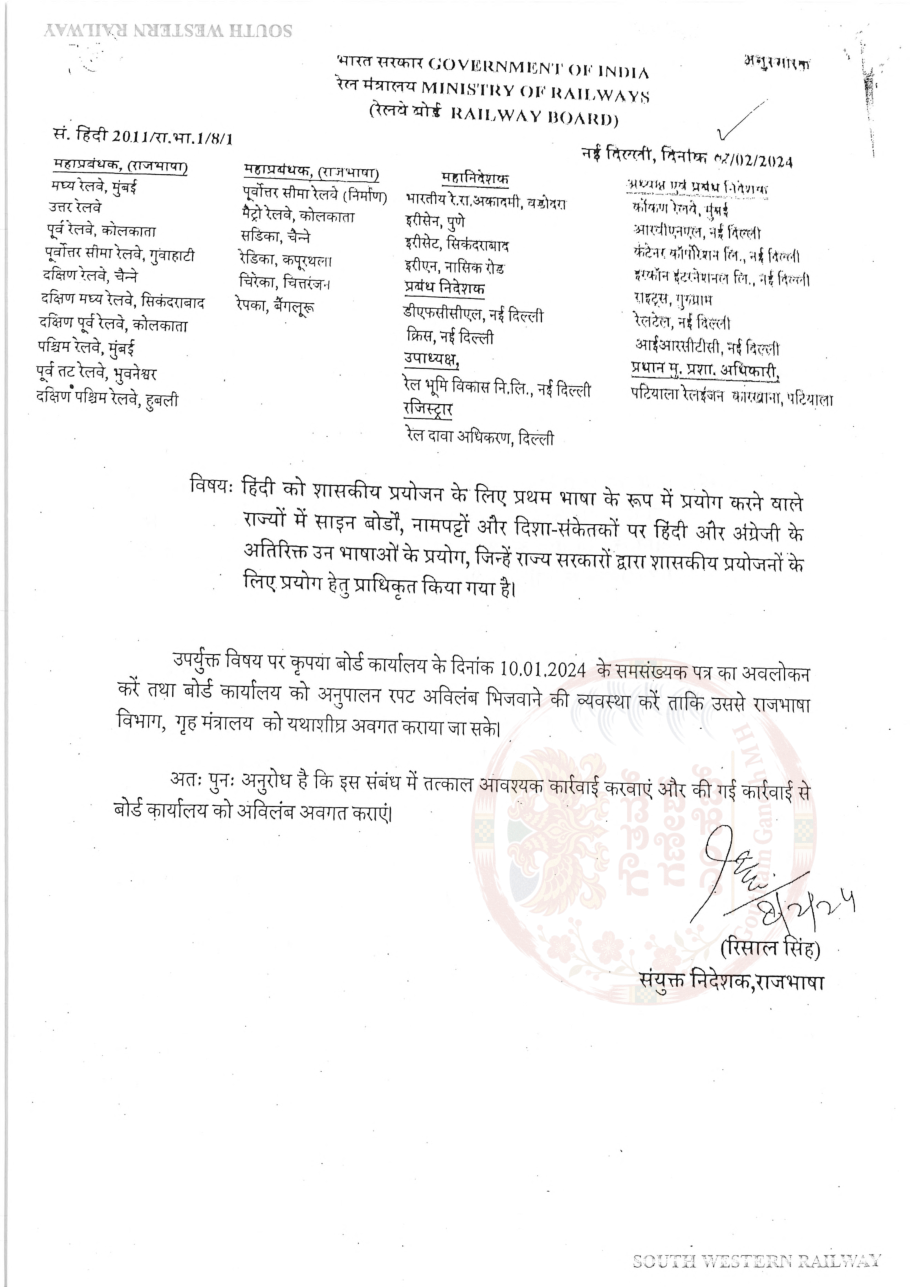 SOUTH WESTERN RAILWAY
अनुस्मारक
भारत सरकार GOVERNMENT OF INDIA
रेल मंत्रालय MINISTRY OF RAILWAYS
(रेलवे बोर्ड RAILWAY BOARD)
सं. हिंदी 2011/रा.भा.1/8/1
नई दिल्ली, दिनांक 08/02/2024
महाप्रबंधक, (राजभाषा)
मध्य रेलवे, मुंबई
उत्तर रेलवे
पूर्व रेलवे, कोलकाता
पूर्वोत्तर सीमा रेलवे, गुवाहाटी
दक्षिण रेलवे, चैन्ने
दक्षिण मध्य रेलवे, सिकंदरावाद
दक्षिण पूर्व रेलवे, कोलकाता
पश्चिम रेलवे, मुंबई
पूर्व तट रेलवे, भुवनेश्वर
दक्षिण पश्चिम रेलवे, हुबली
महाप्रबंधक, (राजभाषा)
पूर्वोत्तर सीमा रेलवे (निर्माण)
मैट्रो रेलवे, कोलकाता
सडिका, चैन्ने
रेडिका, कपूरथला
चिरेका, चित्तरंजन
रेपका, बैंगलूरू
महानिदेशक
भारतीय रे.रा.अकादमी, वडोदरा
इरीसेन, पुणे
इरीसेट, सिकंदराबाद
इरीएन, नासिक रोड
प्रबंध निदेशक
डीएफसीसीएल, नई दिल्ली
क्रिस, नई दिल्ली
उपाध्यक्ष,
रेल भूमि विकास नि.लि., नई दिल्ली
रजिस्ट्रार
रेल दावा अधिकरण, दिल्ली
अध्यक्ष एवं प्रबंध निदेशक
कोंकण रेलवे, मुंबई
आरवीएनएल, नई दिल्ली
कंटेनर कॉर्पोरेशन लि., नई दिल्ली
इरकॉन इंटरनेशनल लि., नई दिल्ली
राइट्स, गुरुग्राम
रेलटेल, नई दिल्ली
आईआरसीटीसी, नई दिल्ली
प्रधान मु. प्रशा. अधिकारी,
पटियाला रेलइंजन कारखाना, पटियाला
विषयः हिंदी को शासकीय प्रयोजन के लिए प्रथम भाषा के रूप में प्रयोग करने वाले
राज्यों में साइन बोर्डों, नामपट्टों और दिशा-संकेतकों पर हिंदी और अंग्रेजी के
अतिरिक्त उन भाषाओं के प्रयोग, जिन्हें राज्य सरकारों द्वारा शासकीय प्रयोजनों के
लिए प्रयोग हेतु प्राधिकृत किया गया है।
उपर्युक्त विषय पर कृपया बोर्ड कार्यालय के दिनांक 10.01.2024 के समसंख्यक पत्र का अवलोकन
करें तथा बोर्ड कार्यालय को अनुपालन रपट अविलंब भिजवाने की व्यवस्था करें ताकि उससे राजभाषा
विभाग, गृह मंत्रालय को यथाशीघ्र अवगत कराया जा सके।
अतः पुनः अनुरोध है कि इस संबंध में तत्काल आवश्यक कार्रवाई करवाएं और की गई कार्रवाई से
बोर्ड कार्यालय को अविलंब अवगत कराएं।
ಗೌತಮ್
ಗಣೇಶ
ಎಂ ಹೆಚ್
Gowtham Ganesh MH
8/2/24
(रिसाल सिंह)
संयुक्त निदेशक,राजभाषा
SOUTH WESTERN RAILWAY